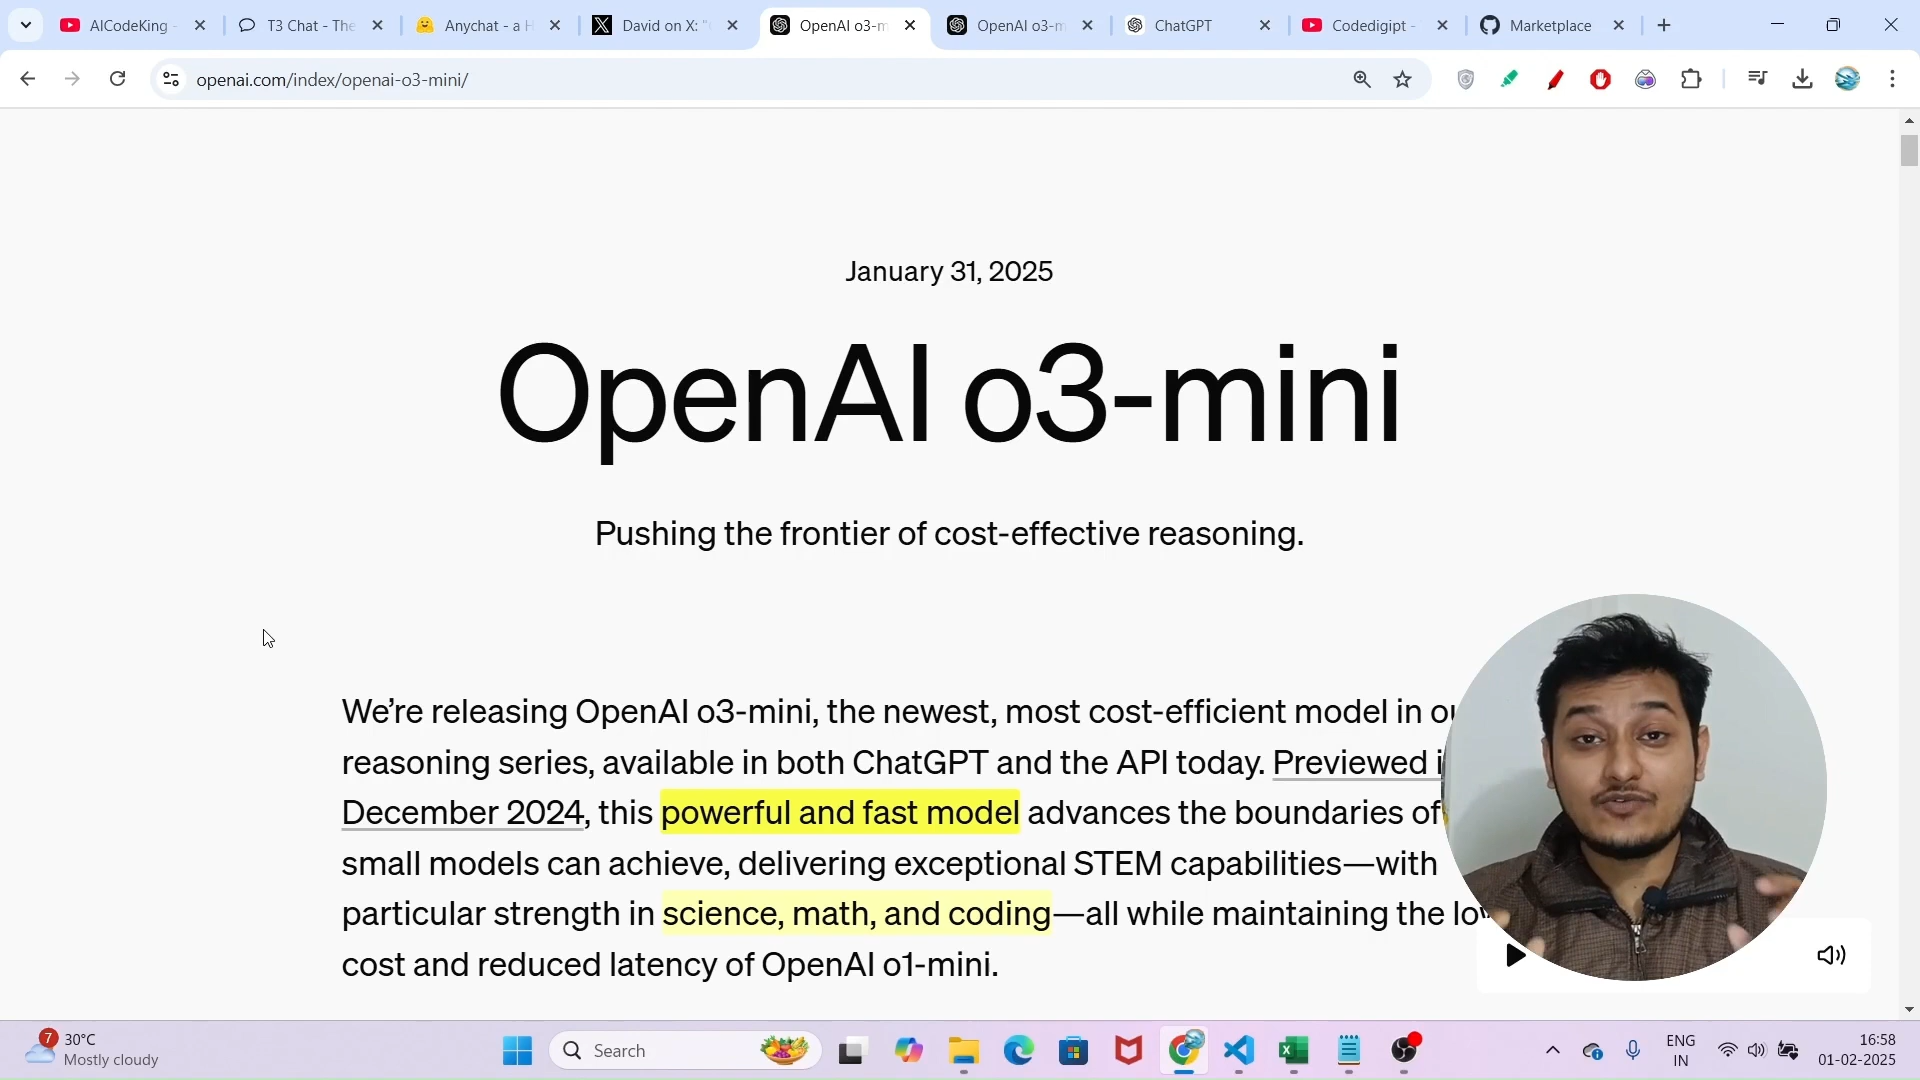 AICodeKing -
T3 Chat - The
Anychat - a H
David on X: "
OpenAI o3-m
OpenAI o3-m
ChatGPT
Codedigipt -
Marketplace
openai.com/index/openai-o3-mini/
January 31, 2025
OpenAI o3-mini
Pushing the frontier of cost-effective reasoning.
We’re releasing OpenAI o3-mini, the newest, most cost-efficient model in ou
reasoning series, available in both ChatGPT and the API today. Previewed i
December 2024, this powerful and fast model advances the boundaries of
small models can achieve, delivering exceptional STEM capabilities—with
particular strength in science, math, and coding—all while maintaining the lo
cost and reduced latency of OpenAI o1-mini.
7
30°C
Mostly cloudy
Search
ENG
IN
16:58
01-02-2025